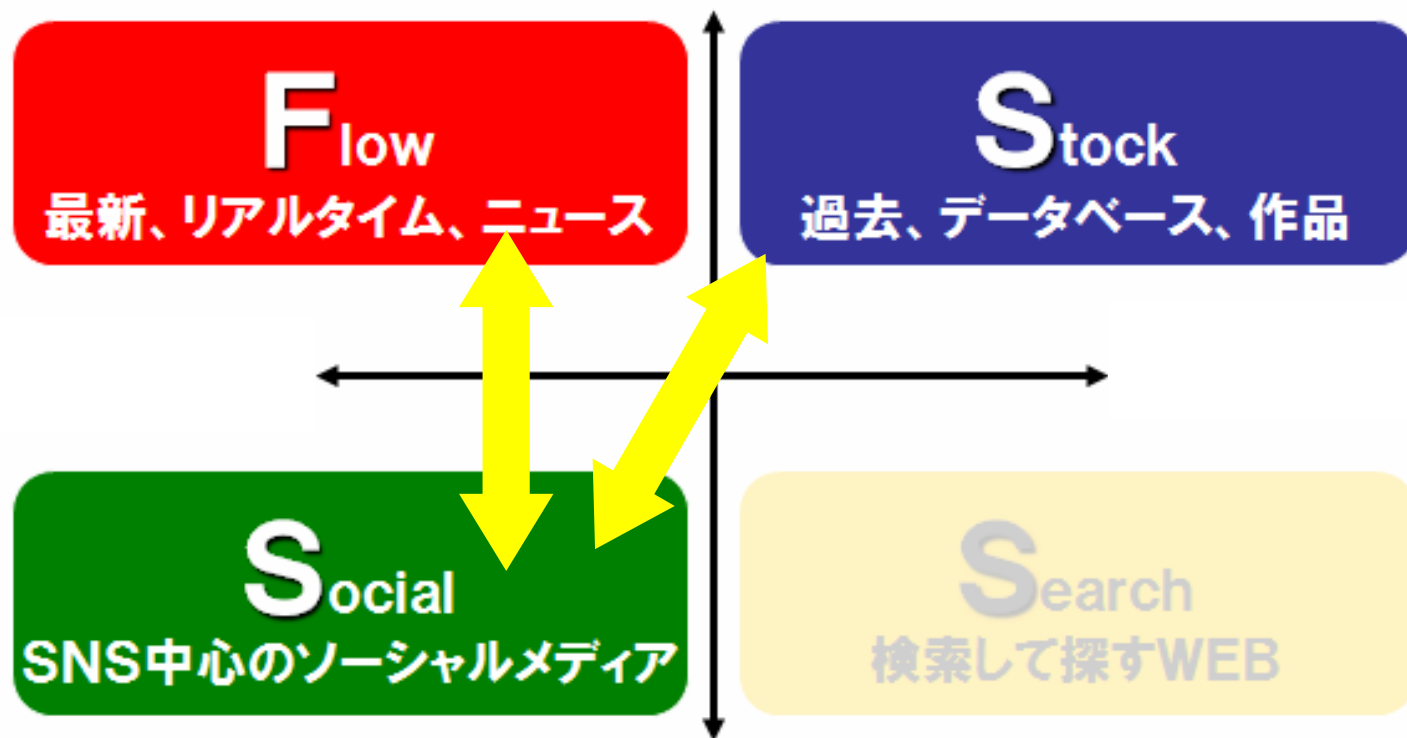 Flow
最新、リアルタイム、ニュース
Stock
過去、データベース、作品
Social
SNS中心のソーシャルメディア
Search
検索して探すWEB